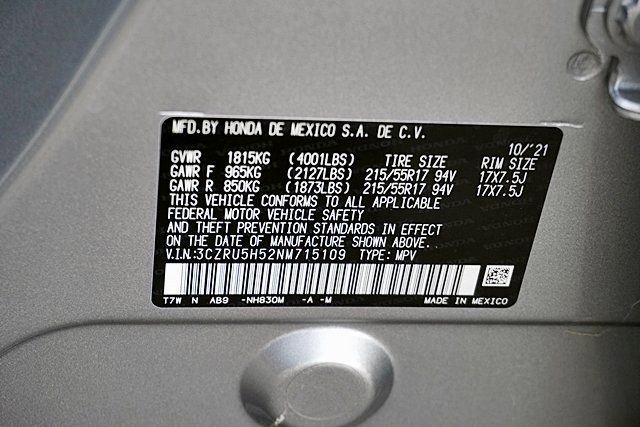 MFD.BY HONDA DE MEXICO S.A. DE C.V.
10/'21
GVWR 1815KG (4001LBS) TIRE SIZE RIM SIZE
GAWR F 965KG (2127LBS) 215/55R17 94V 17X7.5J
GAWR R 850KG (1873LBS) 215/55R17 94V 17X7.5J
THIS VEHICLE CONFORMS TO ALL APPLICABLE
FEDERAL MOTOR VEHICLE SAFETY
AND THEFT PREVENTION STANDARDS IN EFFECT
ON THE DATE OF MANUFACTURE SHOWN ABOVE.
V.I.N.:3CZRU5H52NM715109 TYPE: MPV
T7W N AB9 -NH830M -A -M MADE IN MEXICO